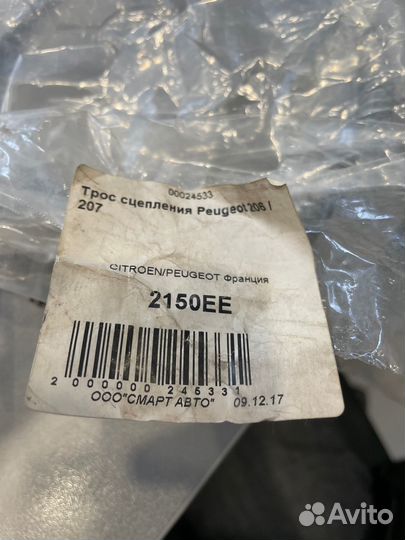 00024533
Трос сцепления Peugeot 206 /
207
CITROEN/PEUGEOT Франция
2150EE
2 000000 245331
ООО"СМАРТ АВТО" 09.12.17
Avito